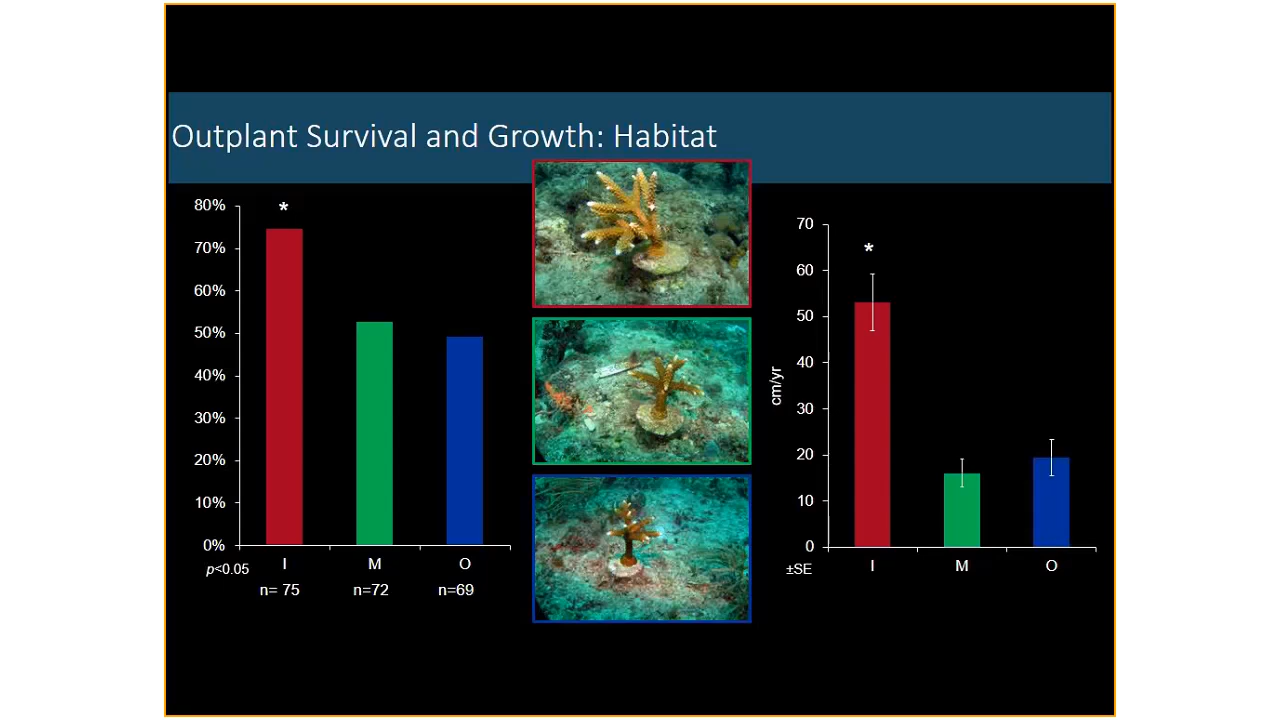 Outplant Survival and Growth: Habitat
80%
70%
60%
50%
40%
30%
20%
10%
0%
*
I
M
O
p<0.05
n= 75
n=72
n=69
70
60
50
40
30
20
10
0
cm/yr
*
±SE
I
M
O